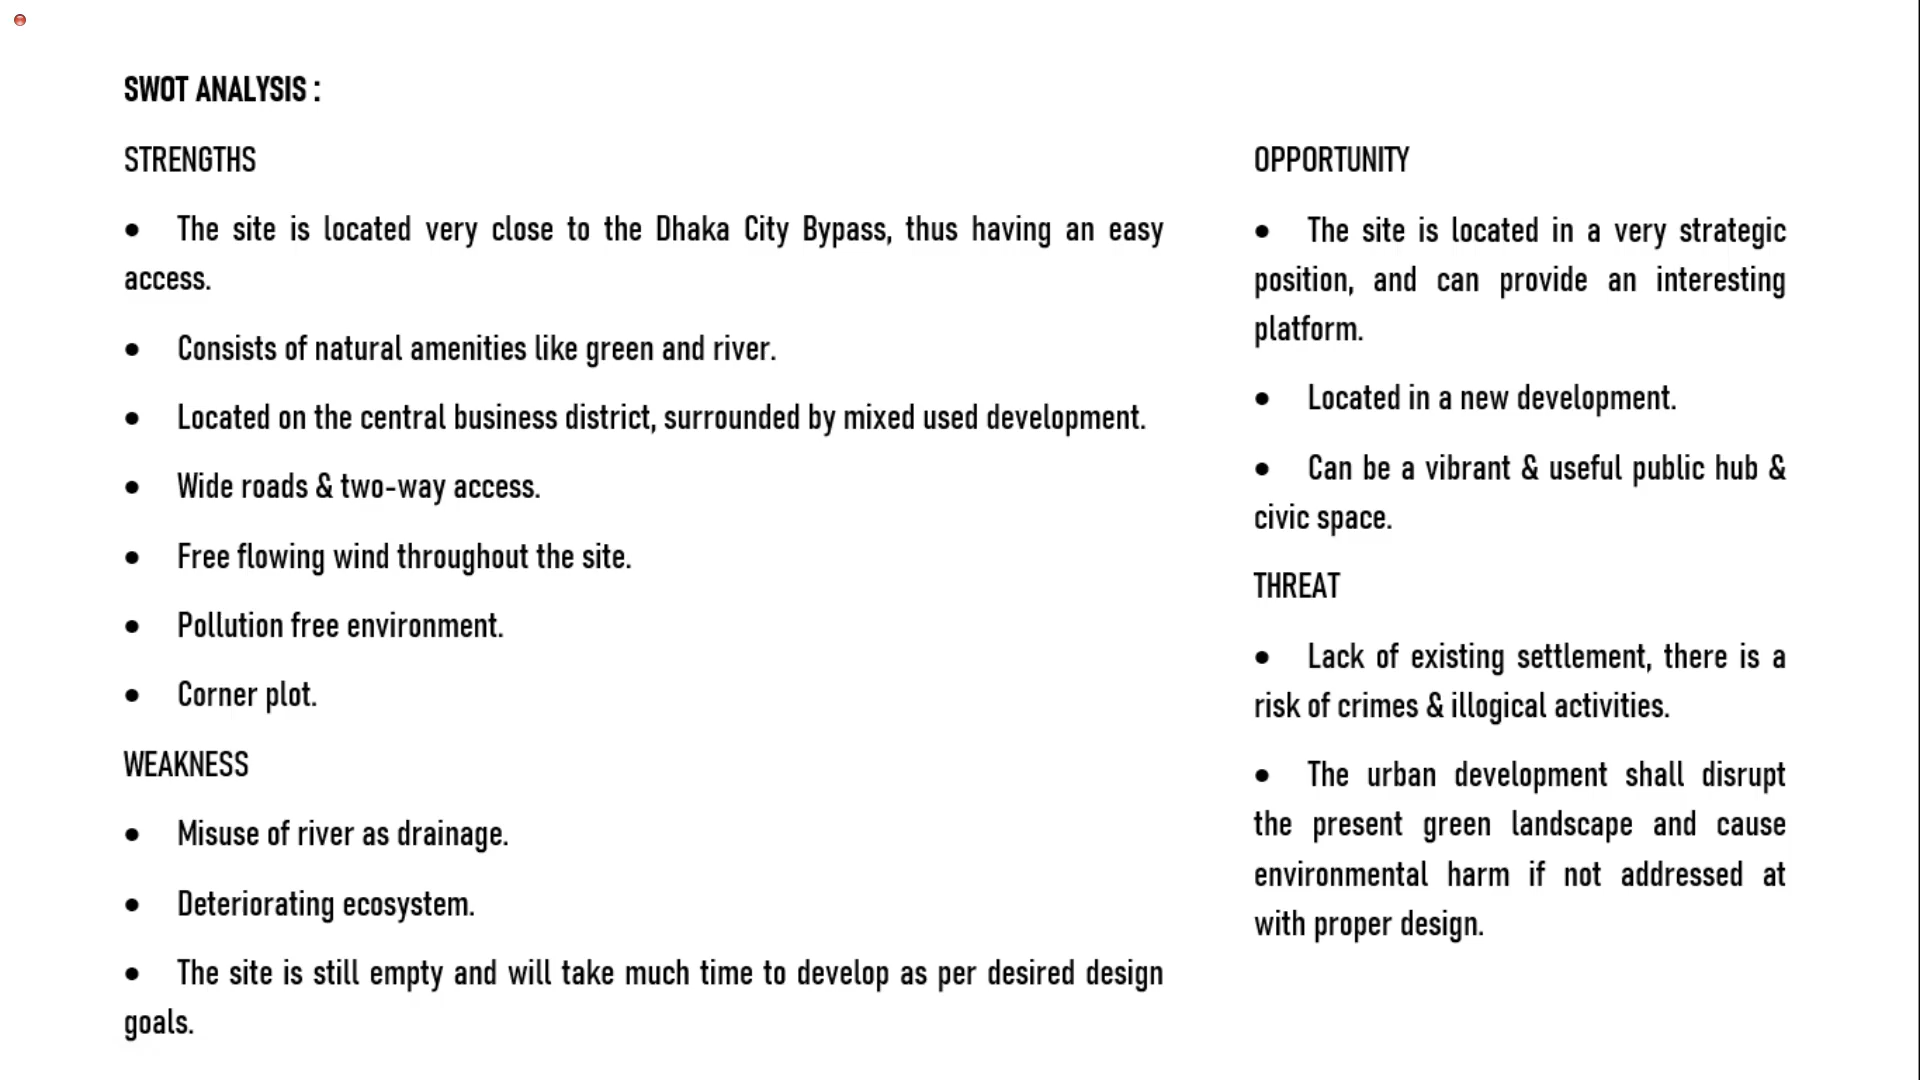 SWOT ANALYSIS :
STRENGTHS
• The site is located very close to the Dhaka City Bypass, thus having an easy
access.
• Consists of natural amenities like green and river.
• Located on the central business district, surrounded by mixed used development.
• Wide roads & two-way access.
• Free flowing wind throughout the site.
• Pollution free environment.
• Corner plot.
WEAKNESS
• Misuse of river as drainage.
• Deteriorating ecosystem.
• The site is still empty and will take much time to develop as per desired design
goals.
OPPORTUNITY
• The site is located in a very strategic
position, and can provide an interesting
platform.
• Located in a new development.
• Can be a vibrant & useful public hub &
civic space.
THREAT
• Lack of existing settlement, there is a
risk of crimes & illogical activities.
• The urban development shall disrupt
the present green landscape and cause
environmental harm if not addressed at
with proper design.